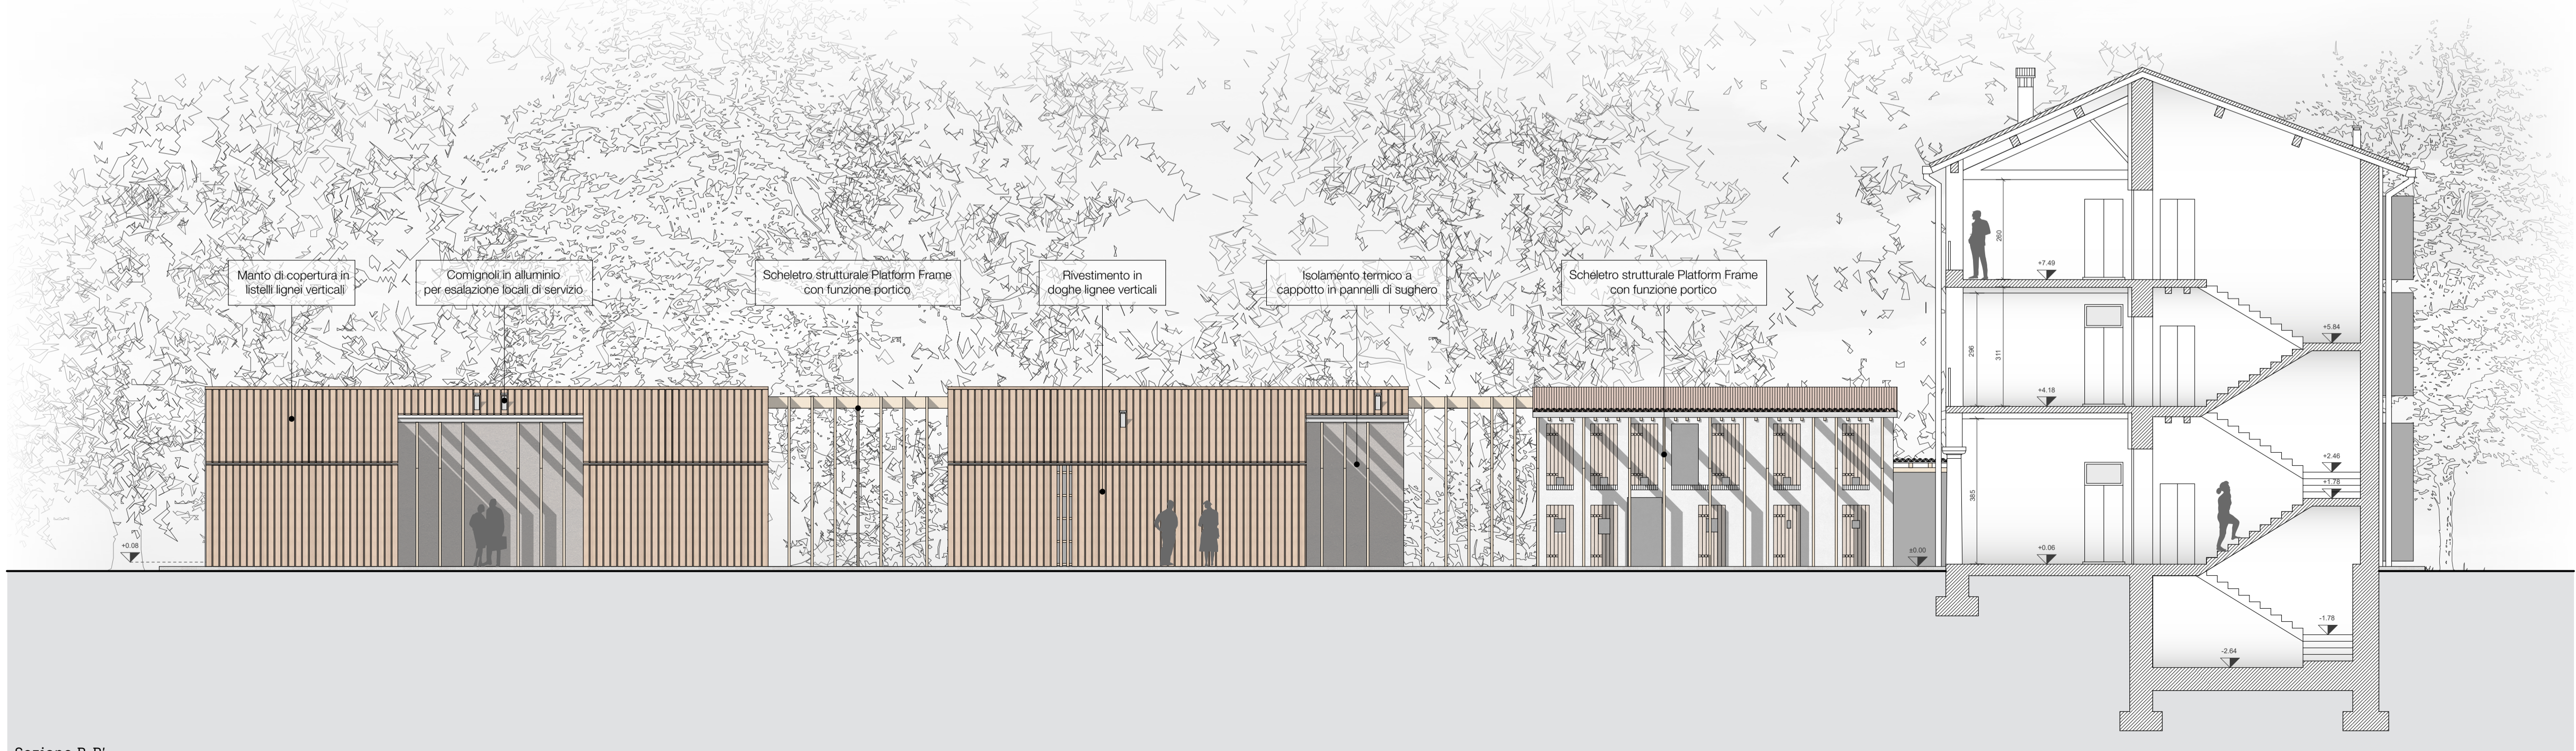 Manto di copertura in
listelli lignei verticali
Comignoli in alluminio
per esalazione locali di servizio
Scheletro strutturale Platform Frame
con funzione portico
Rivestimento in
doghe lignee verticali
Isolamento termico a
cappotto in pannelli di sughero
Scheletro strutturale Platform Frame
con funzione portico
260
+7.49
+5.84
296
311
+4.18
+2.46
+1.78
385
+0.08
±0.00
+0.06
-1.78
-2.64